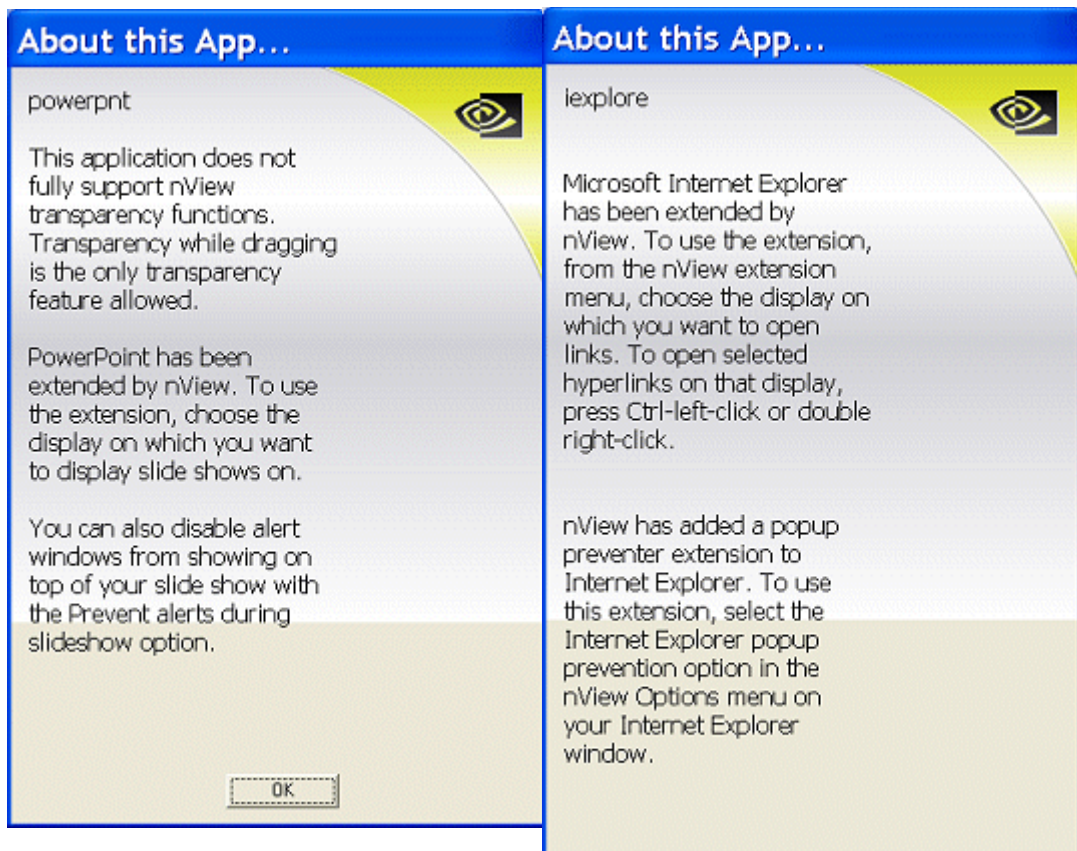 About this App...
powerpnt
This application does not
fully support nView
transparency functions.
Transparency while dragging
is the only transparency
feature allowed.
PowerPoint has been
extended by nView. To use
the extension, choose the
display on which you want
to display slide shows on.
You can also disable alert
windows from showing on
top of your slide show with
the Prevent alerts during
slideshow option.
OK
About this App...
iexplore
Microsoft Internet Explorer
has been extended by
nView. To use the extension,
from the nView extension
menu, choose the display on
which you want to open
links. To open selected
hyperlinks on that display,
press Ctrl-left-click or double
right-click.
nView has added a popup
preventer extension to
Internet Explorer. To use
this extension, select the
Internet Explorer popup
prevention option in the
nView Options menu on
your Internet Explorer
window.